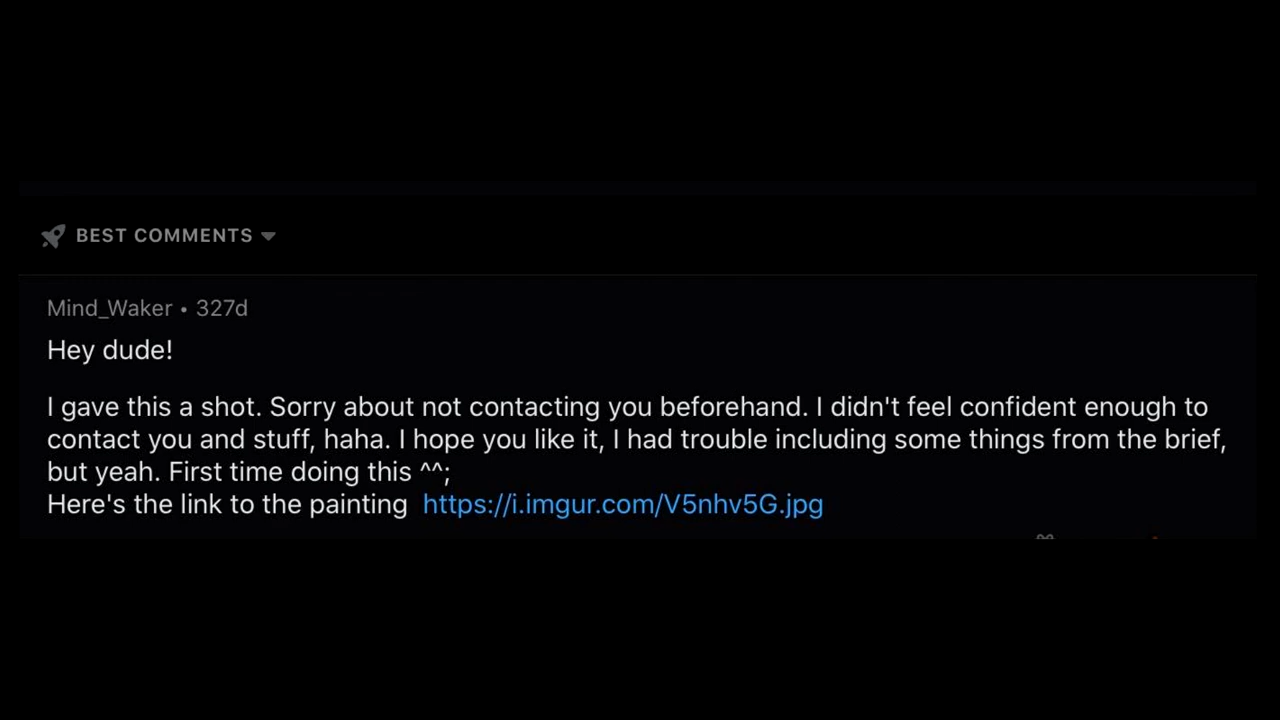 BEST COMMENTS
Mind_Waker • 327d
Hey dude!
I gave this a shot. Sorry about not contacting you beforehand. I didn't feel confident enough to
contact you and stuff, haha. I hope you like it, I had trouble including some things from the brief,
but yeah. First time doing this ^^;
Here's the link to the painting https://i.imgur.com/V5nhv5G.jpg